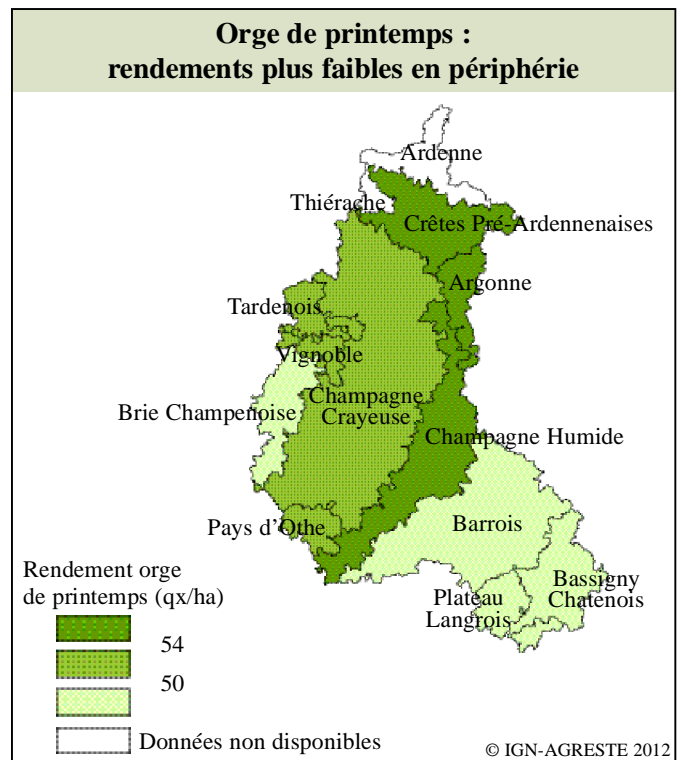 Orge de printemps :
rendements plus faibles en périphérie
Ardenne
Thiérache
Crêtes Pré-Ardennenaises
Argonne
Tardenois
Vignoble
Champagne
Crayeuse
Brie Champenoise
Champagne Humide
Pays d'Othe
Barrois
Bassigny
Chatenois
Plateau
Langrois
Rendement orge
de printemps (qx/ha)
54
50
Données non disponibles
© IGN-AGRESTE 2012